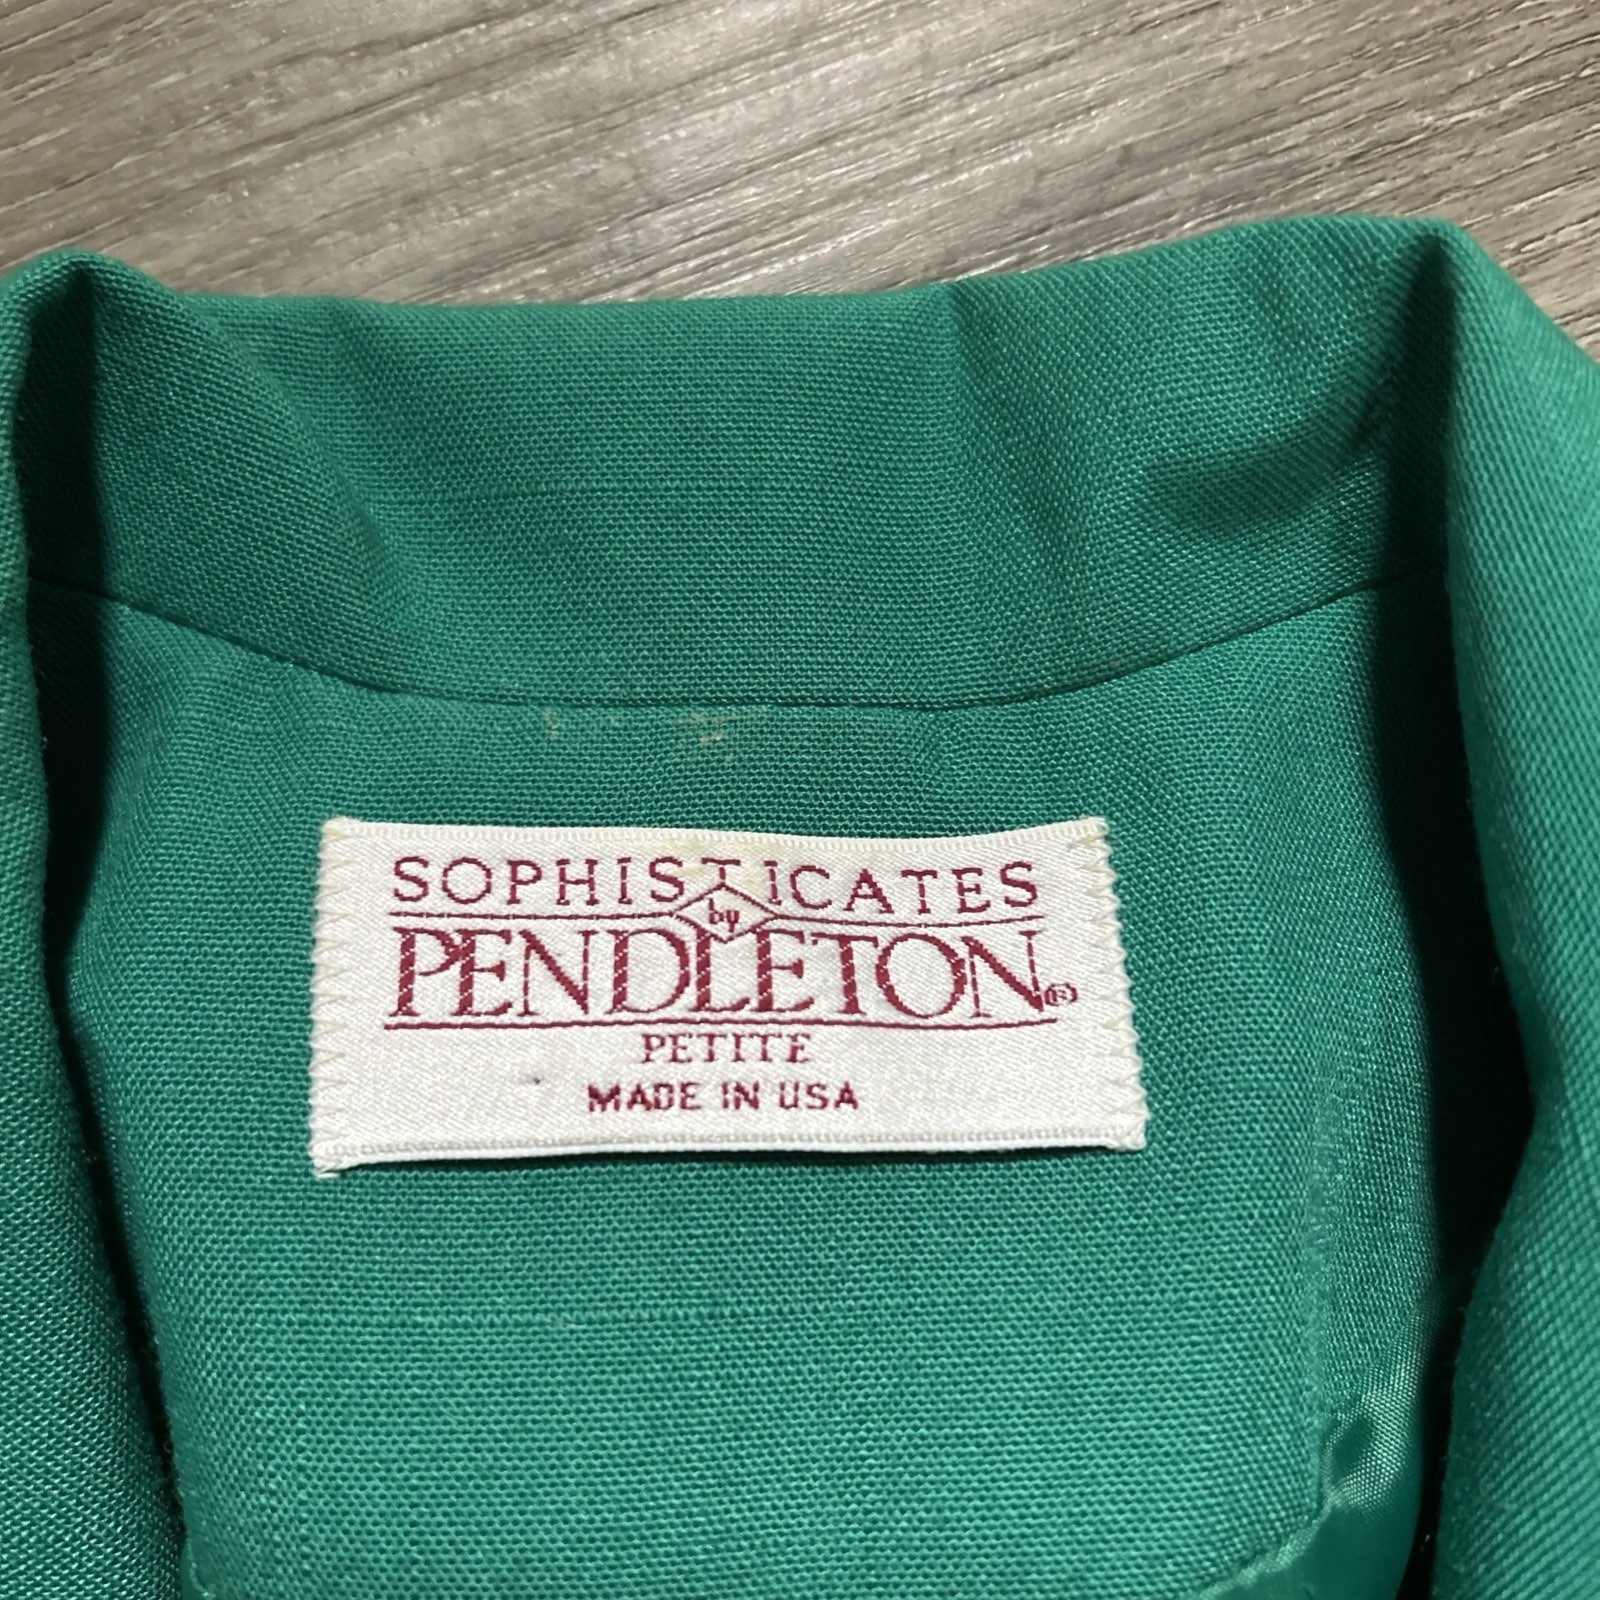 SOPHISTICATES
by
PENDLETON®
PETITE
MADE IN USA